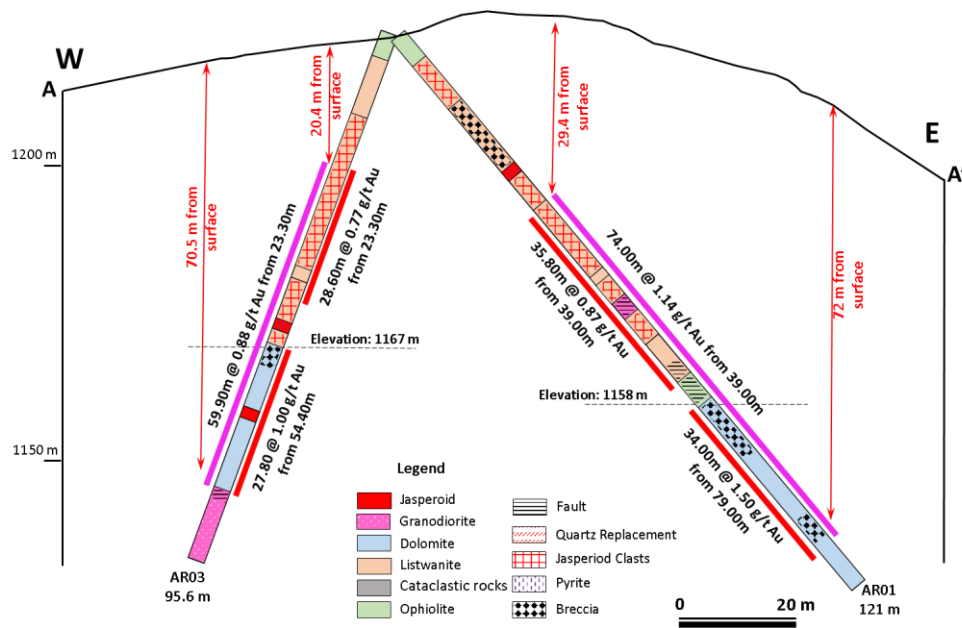 W
A
E
A'
1200 m
1150 m
70.5 m from
surface
20.4 m from
surface
29.4 m from
surface
72 m from
surface
59.90m @ 0.88 g/t Au from 23.30m
28.60m @ 0.77 g/t Au
from 23.30m
27.80 @ 1.00 g/t Au
from 54.40m
74.00m @ 1.14 g/t Au from 39.00m
35.80m @ 0.87 g/t Au
from 39.00m
34.00m @ 1.50 g/t Au
from 79.00m
Elevation: 1167 m
Elevation: 1158 m
Legend
Jasperoid
Granodiorite
Dolomite
Listwanite
Cataclastic rocks
Ophiolite
Fault
Quartz Replacement
Jasperiod Clasts
Pyrite
Breccia
AR03
95.6 m
0 20 m
AR01
121 m